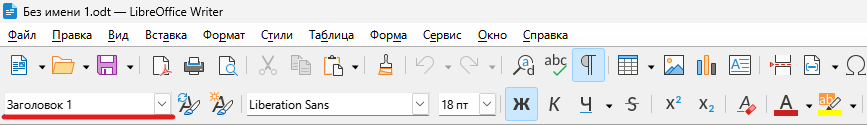 Без имени 1.odt — LibreOffice Writer
Файл Правка Вид Вставка Формат Стили Таблица Форма Сервис Окно Справка
Заголовок 1 Liberation Sans 18 пт Ж К Ч S X² X₂ A A ab